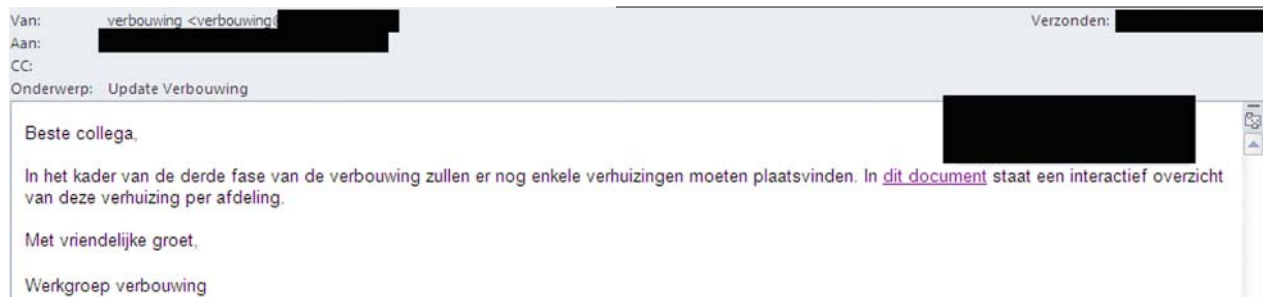 Van: verbouwing <verbouwing@ Verzonden:
Aan:
CC:
Onderwerp: Update Verbouwing
Beste collega,
In het kader van de derde fase van de verbouwing zullen er nog enkele verhuizingen moeten plaatsvinden. In dit document staat een interactief overzicht
van deze verhuizing per afdeling.
Met vriendelijke groet,
Werkgroep verbouwing